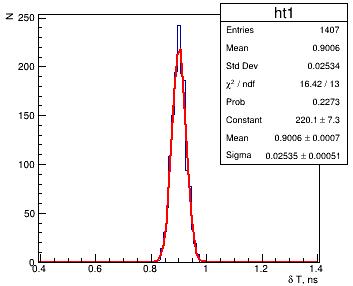 ht1
Entries 1407
Mean 0.9006
Std Dev 0.02534
χ² / ndf 16.42 / 13
Prob 0.2273
Constant 220.1 ± 7.3
Mean 0.9006 ± 0.0007
Sigma 0.02535 ± 0.00051
N
250
200
150
100
50
0
0.4 0.6 0.8 1 1.2 1.4
δ T, ns